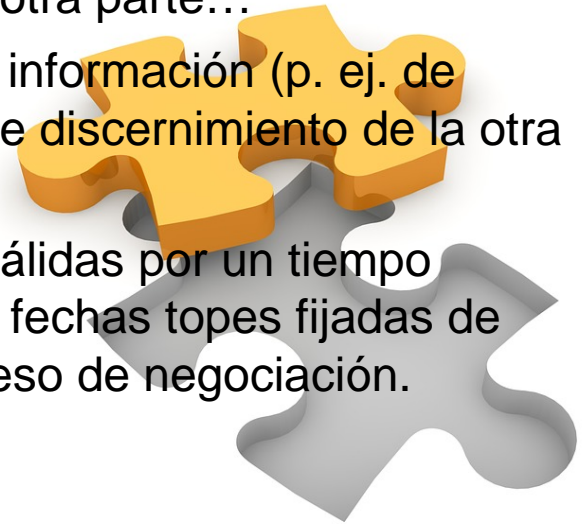 otra parte…
información (p. ej. de
e discernimiento de la otra
álidas por un tiempo
fechas topes fijadas de
eso de negociación.